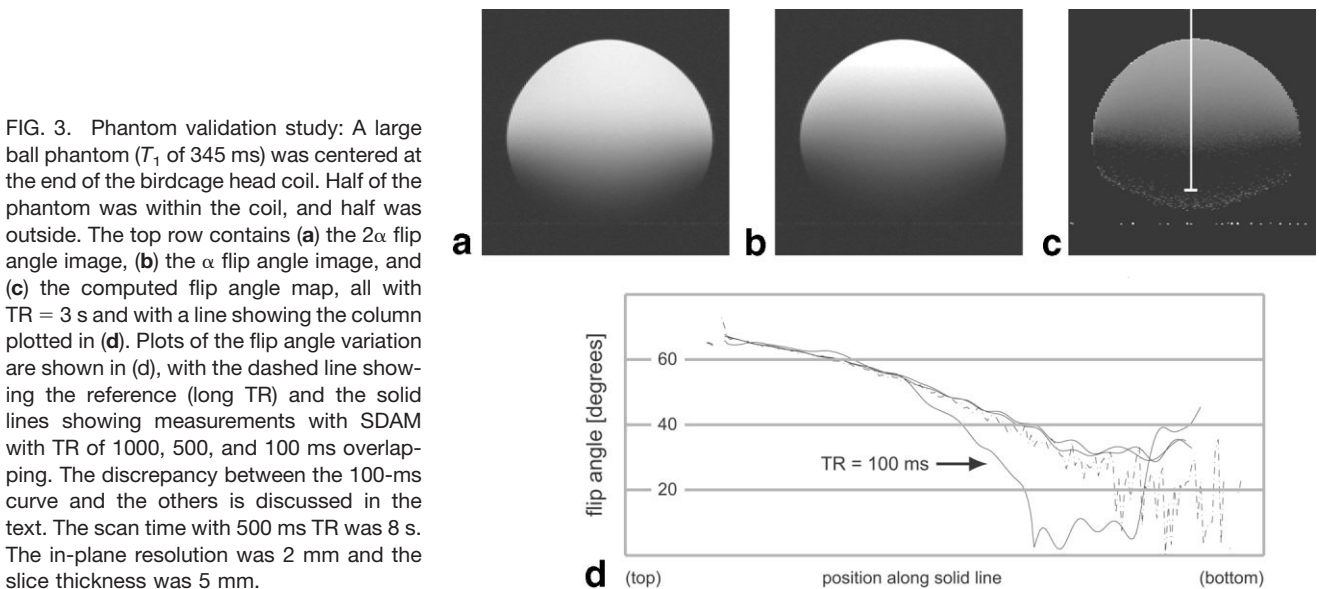 FIG. 3. Phantom validation study: A large
ball phantom (T1 of 345 ms) was centered at
the end of the birdcage head coil. Half of the
phantom was within the coil, and half was
outside. The top row contains (a) the 2α flip
angle image, (b) the α flip angle image, and
(c) the computed flip angle map, all with
TR = 3 s and with a line showing the column
plotted in (d). Plots of the flip angle variation
are shown in (d), with the dashed line show-
ing the reference (long TR) and the solid
lines showing measurements with SDAM
with TR of 1000, 500, and 100 ms overlap-
ping. The discrepancy between the 100-ms
curve and the others is discussed in the
text. The scan time with 500 ms TR was 8 s.
The in-plane resolution was 2 mm and the
slice thickness was 5 mm.
a
b
c
flip angle [degrees]
60
40
TR = 100 ms
20
d
(top)
position along solid line
(bottom)